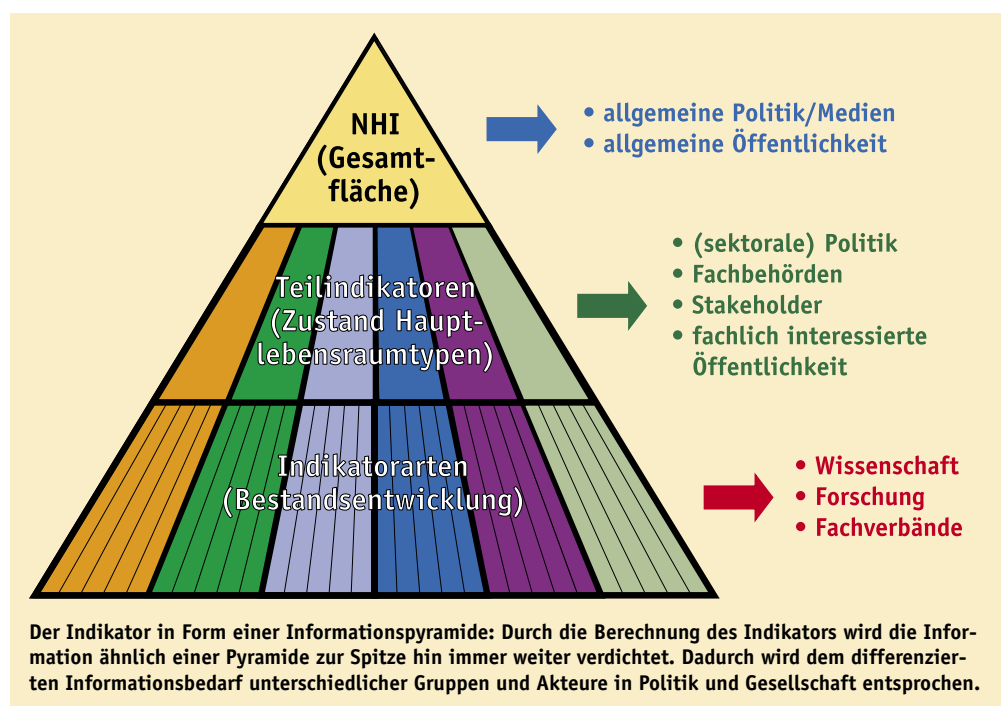 NHI
(Gesamt-
fläche)
• allgemeine Politik/Medien
• allgemeine Öffentlichkeit
Teilindikatoren
(Zustand Haupt-
lebensraumtypen)
• (sektorale) Politik
• Fachbehörden
• Stakeholder
• fachlich interessierte
Öffentlichkeit
Indikatorarten
(Bestandsentwicklung)
• Wissenschaft
• Forschung
• Fachverbände
Der Indikator in Form einer Informationspyramide: Durch die Berechnung des Indikators wird die Infor-
mation ähnlich einer Pyramide zur Spitze hin immer weiter verdichtet. Dadurch wird dem differenzier-
ten Informationsbedarf unterschiedlicher Gruppen und Akteure in Politik und Gesellschaft entsprochen.